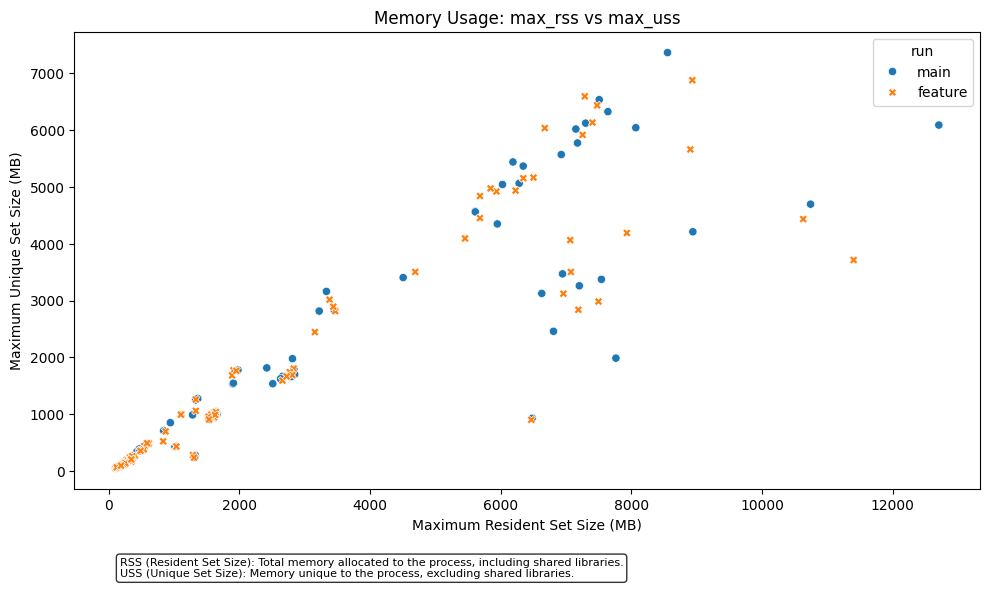 Memory Usage: max_rss vs max_uss
run
main
feature
7000
6000
5000
4000
3000
2000
1000
0
Maximum Unique Set Size (MB)
0 2000 4000 6000 8000 10000 12000
Maximum Resident Set Size (MB)
RSS (Resident Set Size): Total memory allocated to the process, including shared libraries.
USS (Unique Set Size): Memory unique to the process, excluding shared libraries.